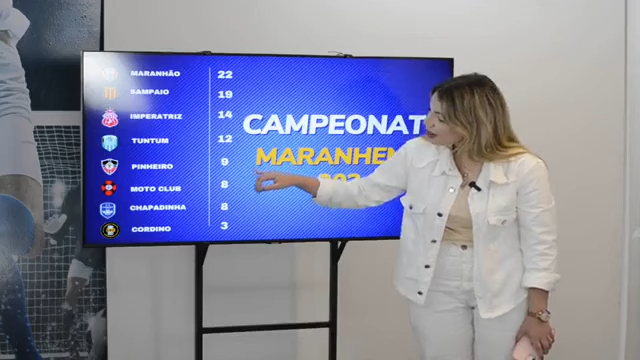 MARANHÃO 22
SAMPAIO 19
IMPERATRIZ 14
TUNTUM 12
PINHEIRO 9
MOTO CLUB 8
CHAPADINHA 8
CORDINO 3
CAMPEONAT
MARANHEN